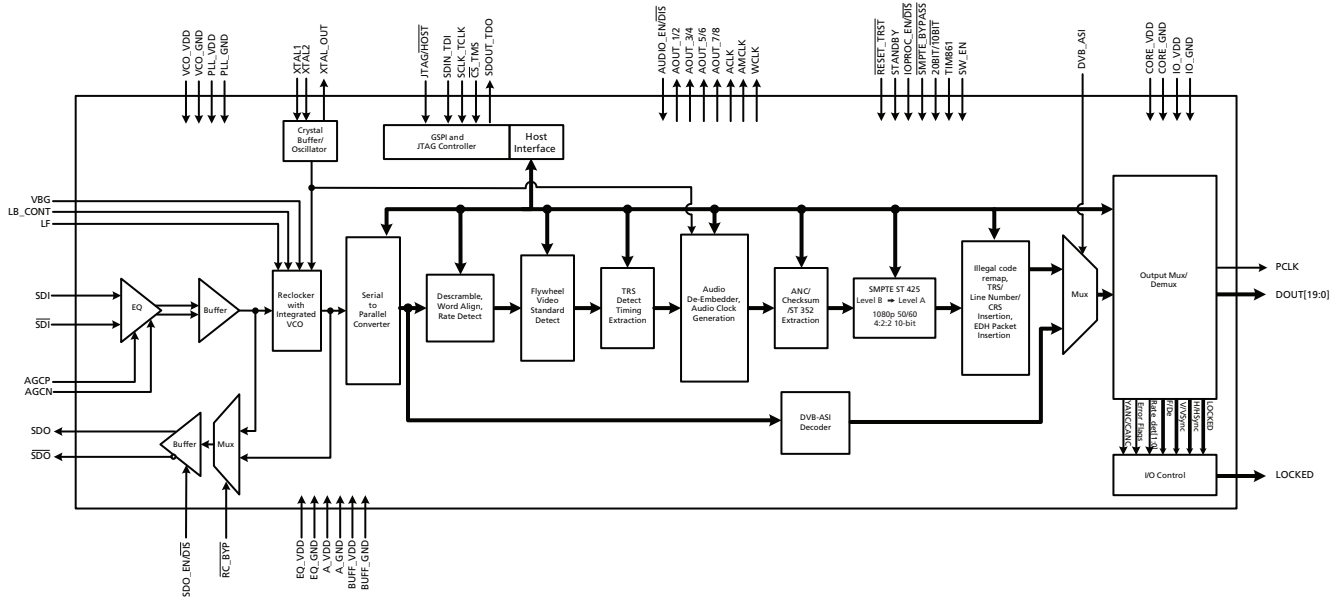 VCO_VDD
VCO_GND
PLL_VDD
PLL_GND
XTAL1
XTAL2
XTAL_OUT
JTAG/HOST
SDIN_TDI
SCLK_TCLK
CS_TMS
SDOUT_TDO
AUDIO_EN/DIS
AOUT_1/2
AOUT_3/4
AOUT_5/6
AOUT_7/8
ACLK
AMCLK
WCLK
RESET_TRST
STANDBY
IOPROC_EN/DIS
SMPTE_BYPASS
20BIT/10BIT
TIM861
SW_EN
DVB_ASI
CORE_VDD
CORE_GND
IO_VDD
IO_GND
Crystal
Buffer/
Oscillator
GSPI and
JTAG Controller
Host
Interface
VBG
LB_CONT
LF
SDI
SDI
AGCP
AGCN
SDO
SDO
EQ
Buffer
Reclocker
with
Integrated
VCO
Serial
to
Parallel
Converter
Descramble,
Word Align,
Rate Detect
Flywheel
Video
Standard
Detect
TRS
Detect
Timing
Extraction
Audio
De-Embedder,
Audio Clock
Generation
ANC/
Checksum
/ST 352
Extraction
SMPTE ST 425
Level B → Level A
1080p 50/60
4:2:2 10-bit
Illegal code
remap,
TRS/
Line Number/
CRS
Insertion,
EDH Packet
Insertion
Mux
Output Mux/
Demux
PCLK
DOUT[19:0]
DVB-ASI
Decoder
Buffer
Mux
YANC/CANC
Error Flags
Rate_det[1:0]
F/De
V/VSync
H/HSync
LOCKED
I/O Control
LOCKED
SDO_EN/DIS
RC_BYP
EQ_VDD
EQ_GND
A_VDD
A_GND
BUFF_VDD
BUFF_GND